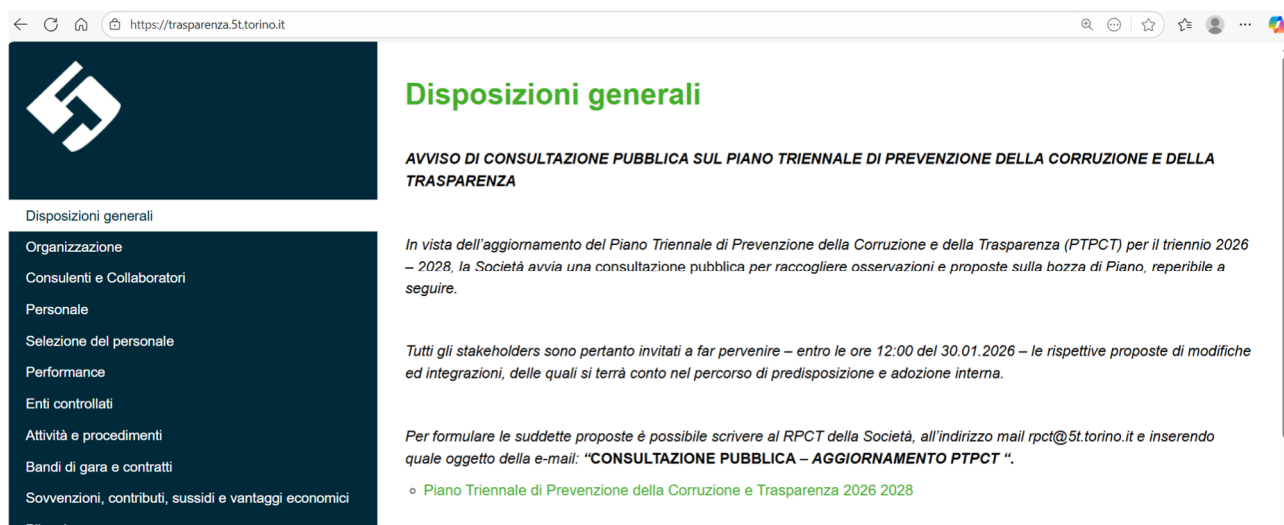 https://trasparenza.5t.torino.it
Disposizioni generali
Organizzazione
Consulenti e Collaboratori
Personale
Selezione del personale
Performance
Enti controllati
Attività e procedimenti
Bandi di gara e contratti
Sovvenzioni, contributi, sussidi e vantaggi economici
Disposizioni generali
AVVISO DI CONSULTAZIONE PUBBLICA SUL PIANO TRIENNALE DI PREVENZIONE DELLA CORRUZIONE E DELLA
TRASPARENZA
In vista dell'aggiornamento del Piano Triennale di Prevenzione della Corruzione e della Trasparenza (PTPCT) per il triennio 2026
– 2028, la Società avvia una consultazione pubblica per raccogliere osservazioni e proposte sulla bozza di Piano, reperibile a
seguire.
Tutti gli stakeholders sono pertanto invitati a far pervenire – entro le ore 12:00 del 30.01.2026 – le rispettive proposte di modifiche
ed integrazioni, delle quali si terrà conto nel percorso di predisposizione e adozione interna.
Per formulare le suddette proposte è possibile scrivere al RPCT della Società, all'indirizzo mail rpct@5t.torino.it e inserendo
quale oggetto della e-mail: "CONSULTAZIONE PUBBLICA – AGGIORNAMENTO PTPCT ".
Piano Triennale di Prevenzione della Corruzione e Trasparenza 2026 2028